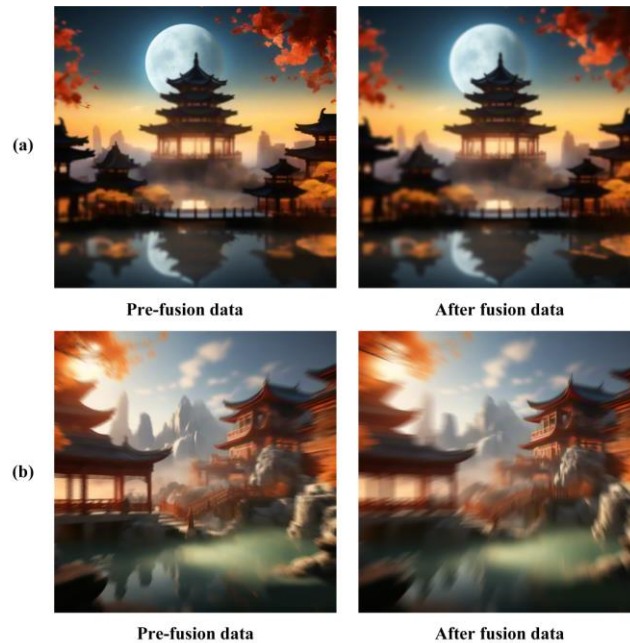 (a)
Pre-fusion data
After fusion data
(b)
Pre-fusion data
After fusion data